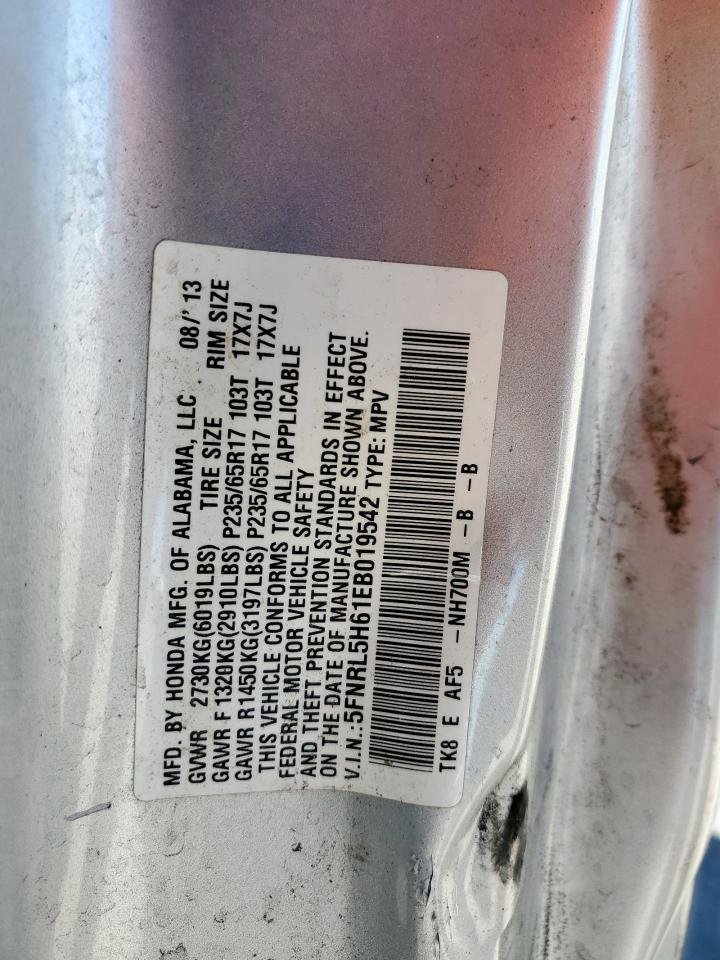 MFD. BY HONDA MFG. OF ALABAMA, LLC 08/' 13
GVWR 2730KG(6019LBS) TIRE SIZE RIM SIZE
GAWR F 1320KG(2910LBS) P235/65R17 103T 17X7J
GAWR R 1450KG(3197LBS) P235/65R17 103T 17X7J
THIS VEHICLE CONFORMS TO ALL APPLICABLE
FEDERAL MOTOR VEHICLE SAFETY
AND THEFT PREVENTION STANDARDS IN EFFECT
ON THE DATE OF MANUFACTURE SHOWN ABOVE.
V.I.N.:5FNRL5H61EB019542 TYPE: MPV
TK8 E AF5 -NH700M -B -B